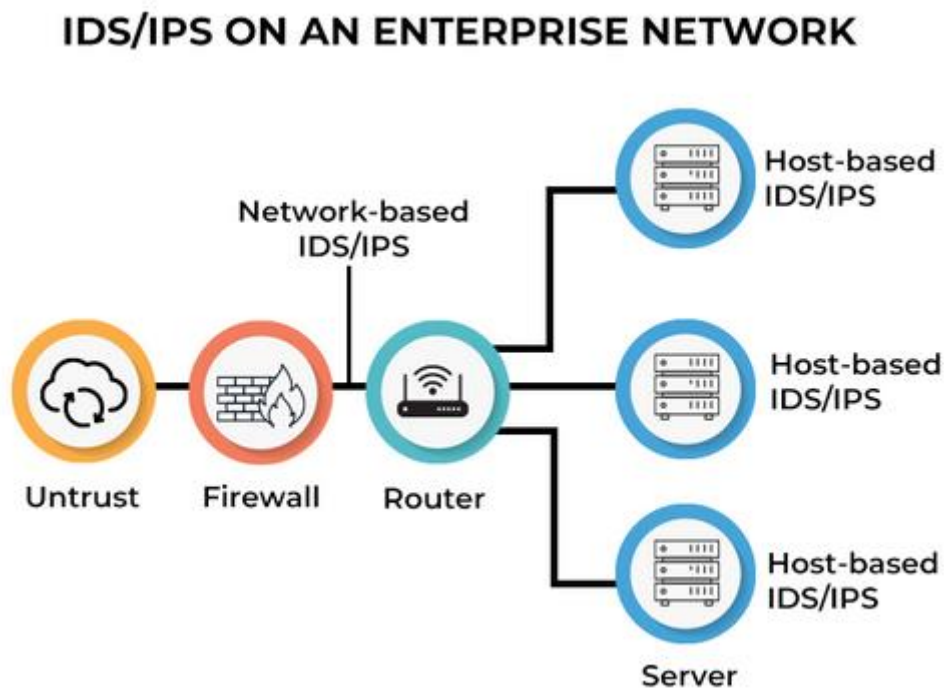 IDS/IPS ON AN ENTERPRISE NETWORK
Host-based
IDS/IPS
Network-based
IDS/IPS
Host-based
IDS/IPS
Untrust
Firewall
Router
Host-based
IDS/IPS
Server